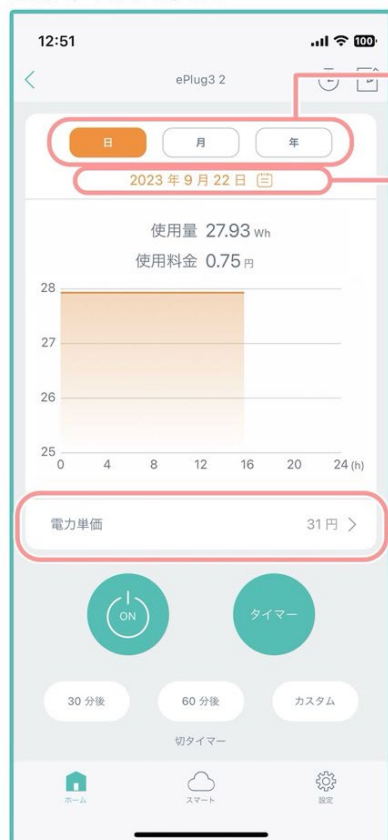 12:51
100
ePlug3 2
日 月 年
2023 年 9 月 22 日
使用量 27.93 Wh
使用料金 0.75 円
28
27
26
25
0 4 8 12 16 20 24 (h)
電力単価 31 円
ON タイマー
30 分後 60 分後 カスタム
切タイマー
ホーム スマート 設定